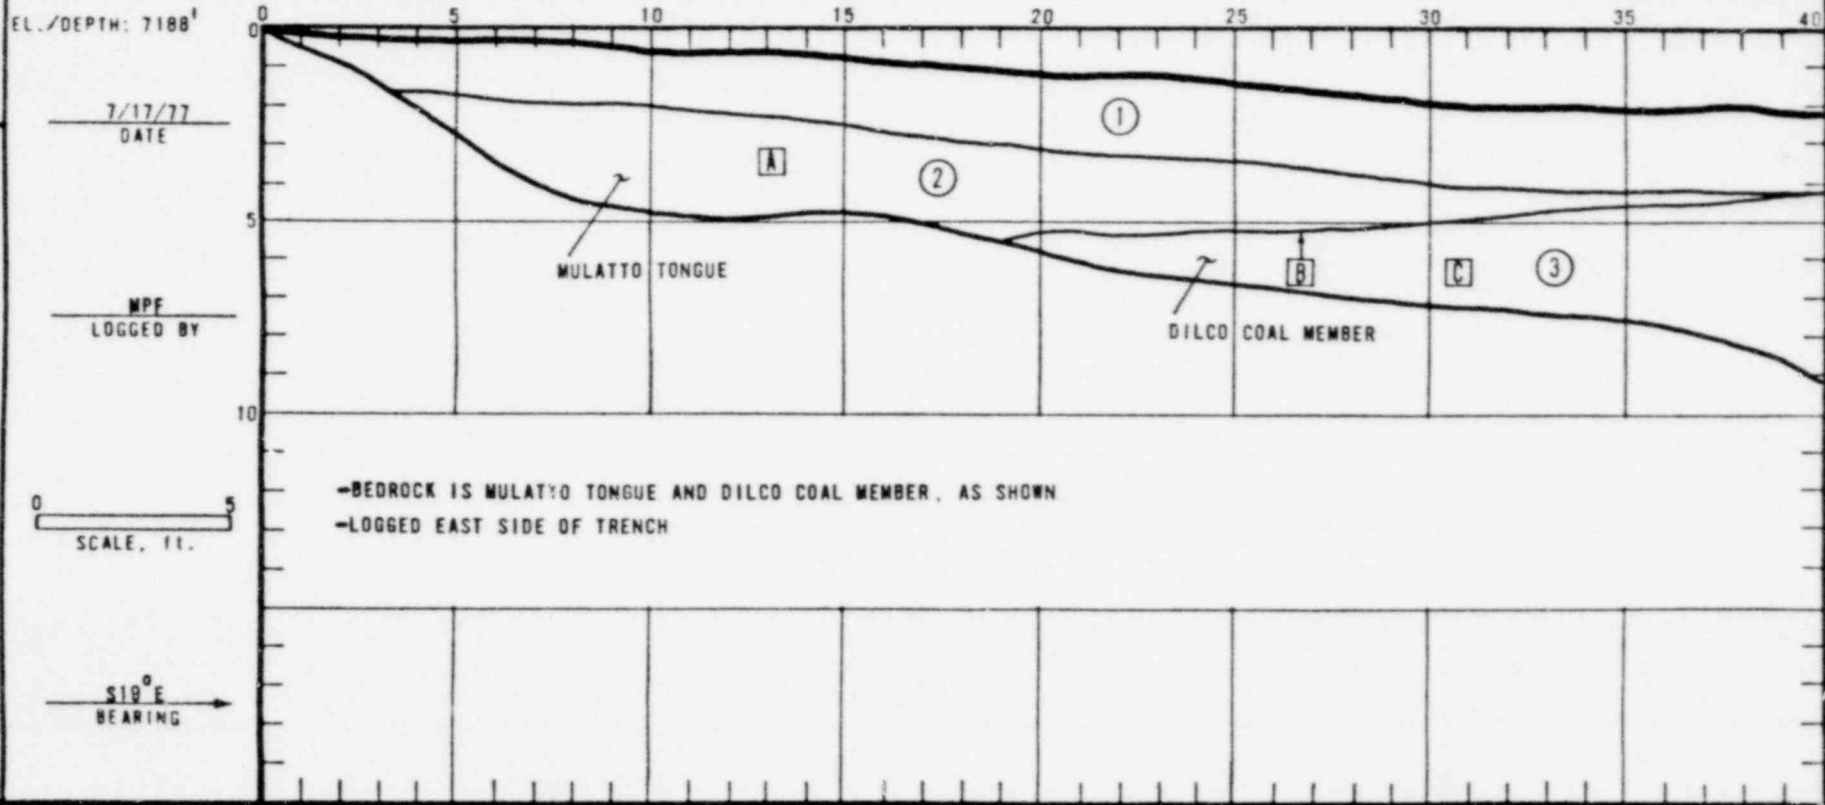 EL./DEPTH: 7188'
0 5 10 15 20 25 30 35 40
0
7/17/77
DATE
1
A
2
5
MULATTO TONGUE
B
C
3
MPF
LOGGED BY
DILCO COAL MEMBER
10
-BEDROCK IS MULATTO TONGUE AND DILCO COAL MEMBER, AS SHOWN
-LOGGED EAST SIDE OF TRENCH
0 5
SCALE, ft.
S19°E
BEARING